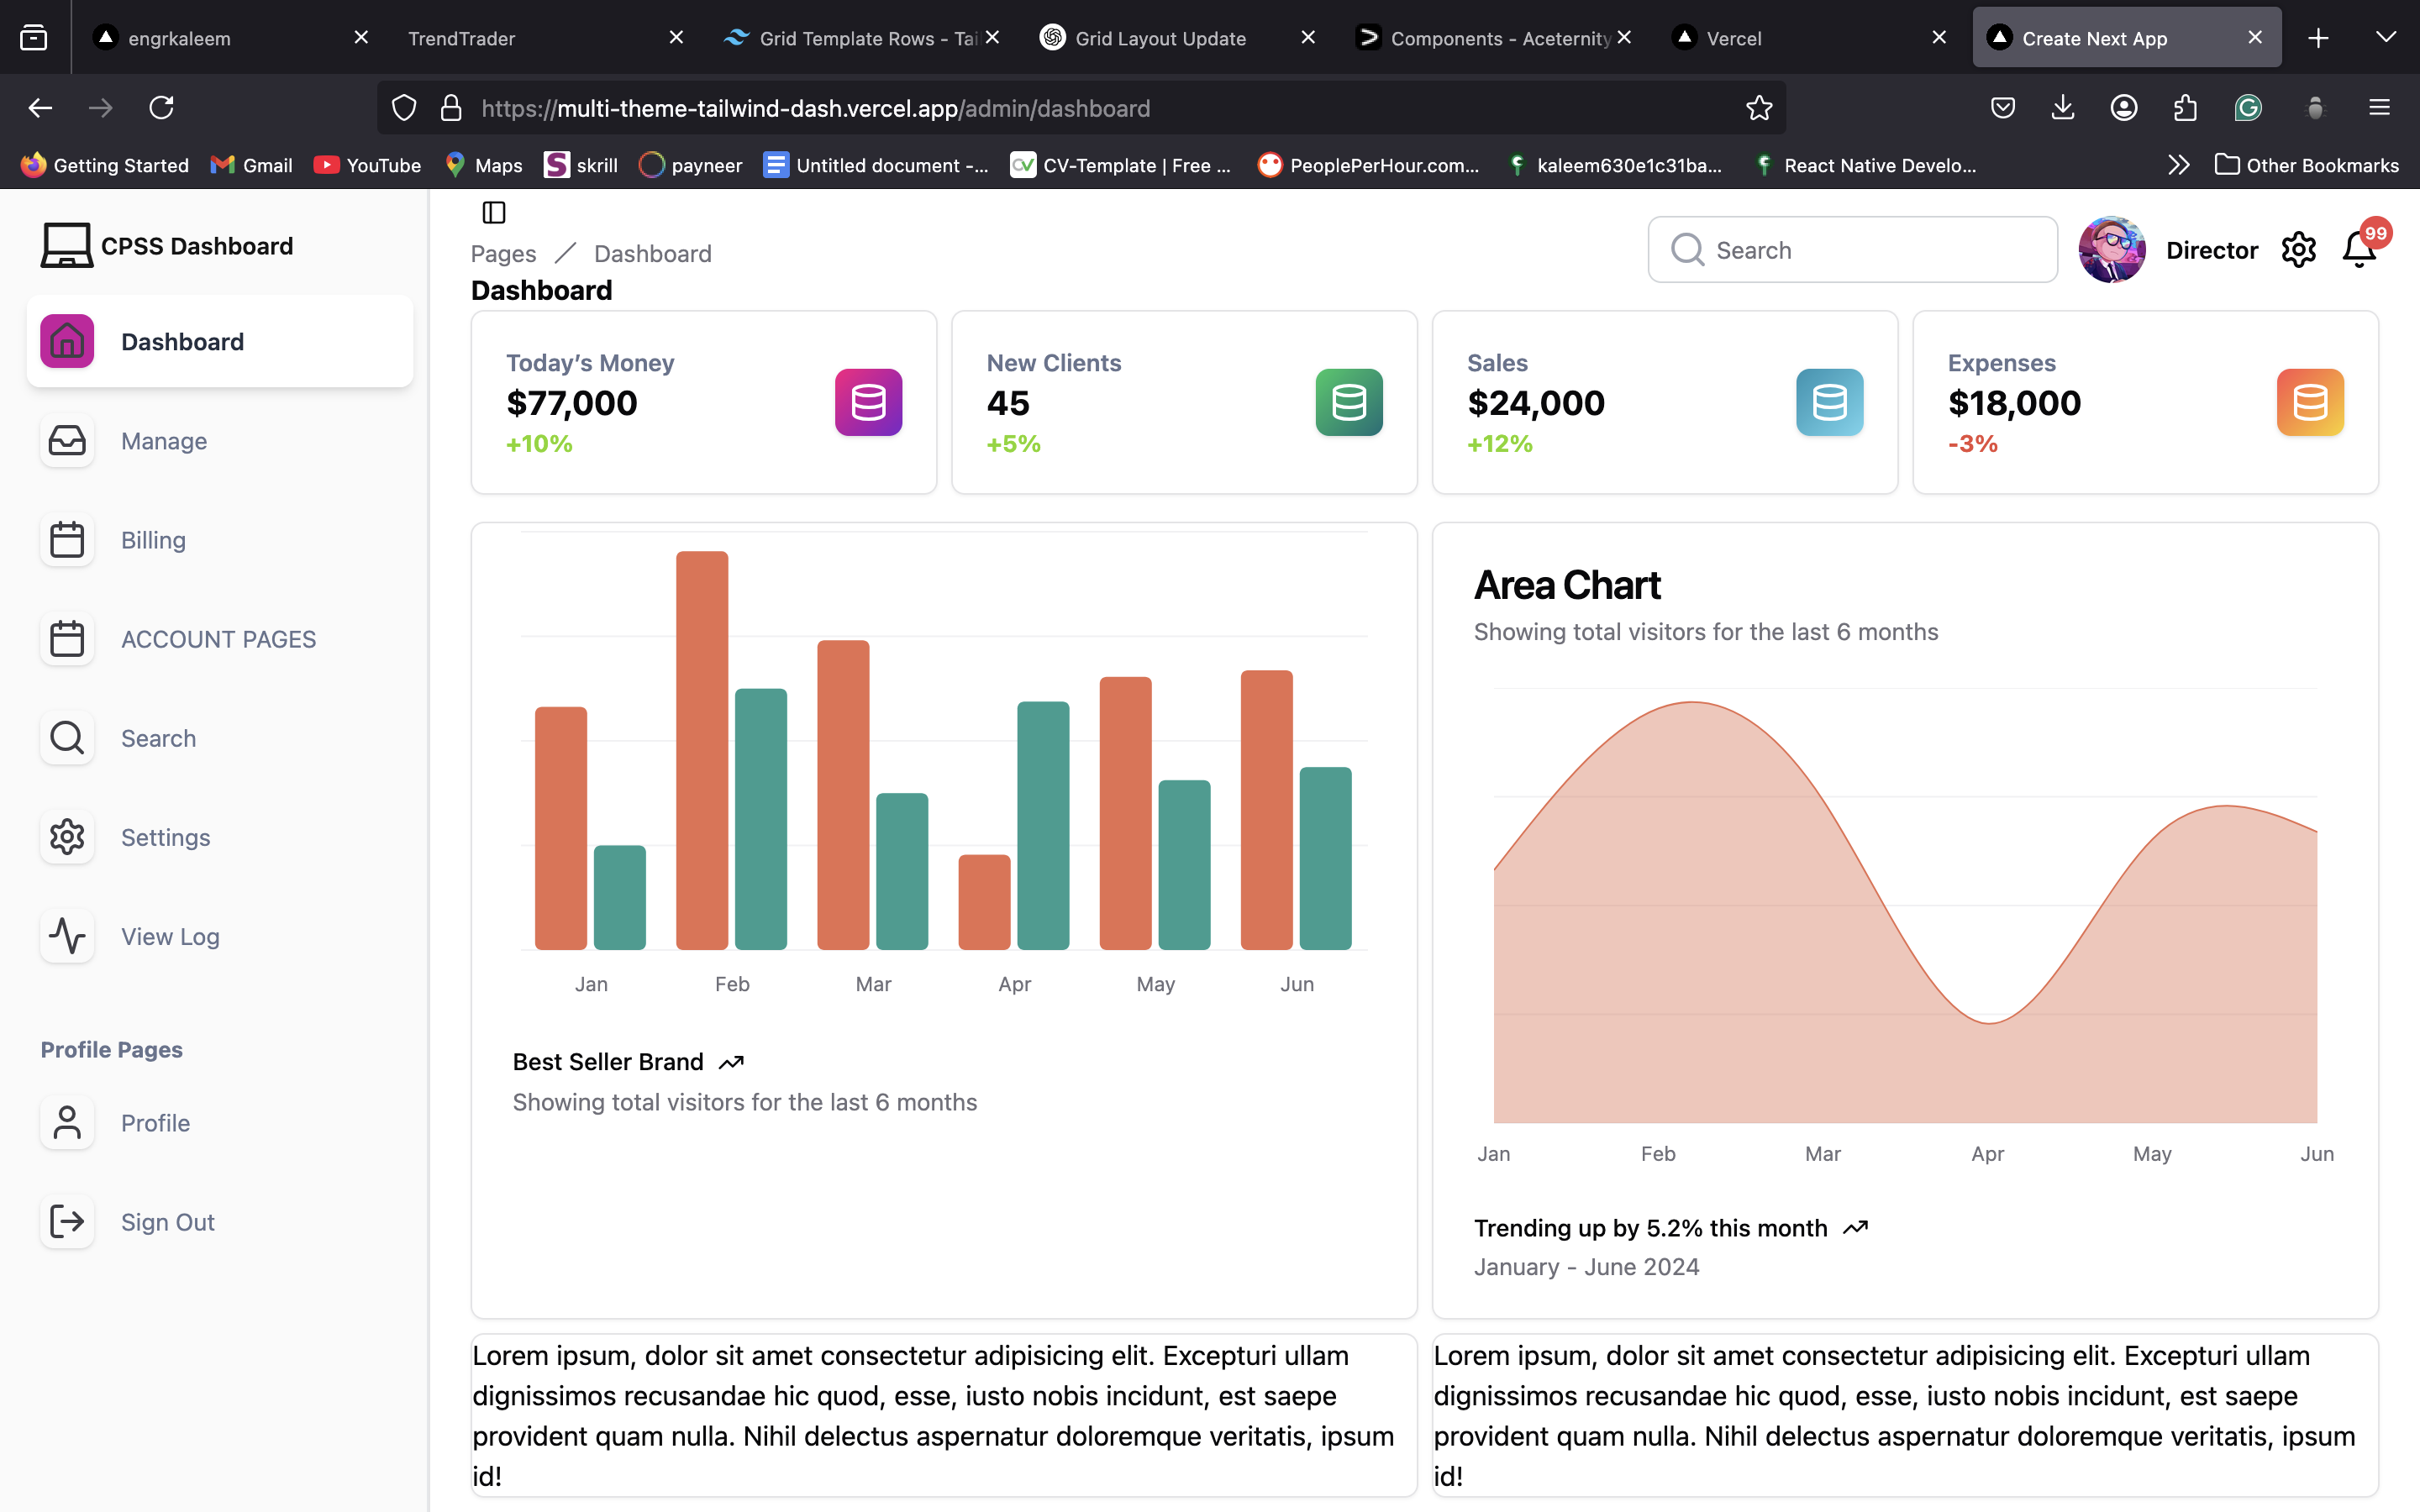 engrkaleem
TrendTrader
Grid Template Rows - Tai
Grid Layout Update
Components - Aceternity
Vercel
Create Next App
https://multi-theme-tailwind-dash.vercel.app/admin/dashboard
Getting Started
Gmail
YouTube
Maps
skrill
payneer
Untitled document -...
CV-Template | Free ...
PeoplePerHour.com...
kaleem630e1c31ba...
React Native Develo...
Other Bookmarks
CPSS Dashboard
Dashboard
Manage
Billing
ACCOUNT PAGES
Search
Settings
View Log
Profile Pages
Profile
Sign Out
Pages / Dashboard
Dashboard
Search
Director
99
Today’s Money
$77,000
+10%
New Clients
45
+5%
Sales
$24,000
+12%
Expenses
$18,000
-3%
Jan
Feb
Mar
Apr
May
Jun
Best Seller Brand
Showing total visitors for the last 6 months
Area Chart
Showing total visitors for the last 6 months
Jan
Feb
Mar
Apr
May
Jun
Trending up by 5.2% this month
January - June 2024
Lorem ipsum, dolor sit amet consectetur adipisicing elit. Excepturi ullam
dignissimos recusandae hic quod, esse, iusto nobis incidunt, est saepe
provident quam nulla. Nihil delectus aspernatur doloremque veritatis, ipsum
id!
Lorem ipsum, dolor sit amet consectetur adipisicing elit. Excepturi ullam
dignissimos recusandae hic quod, esse, iusto nobis incidunt, est saepe
provident quam nulla. Nihil delectus aspernatur doloremque veritatis, ipsum
id!